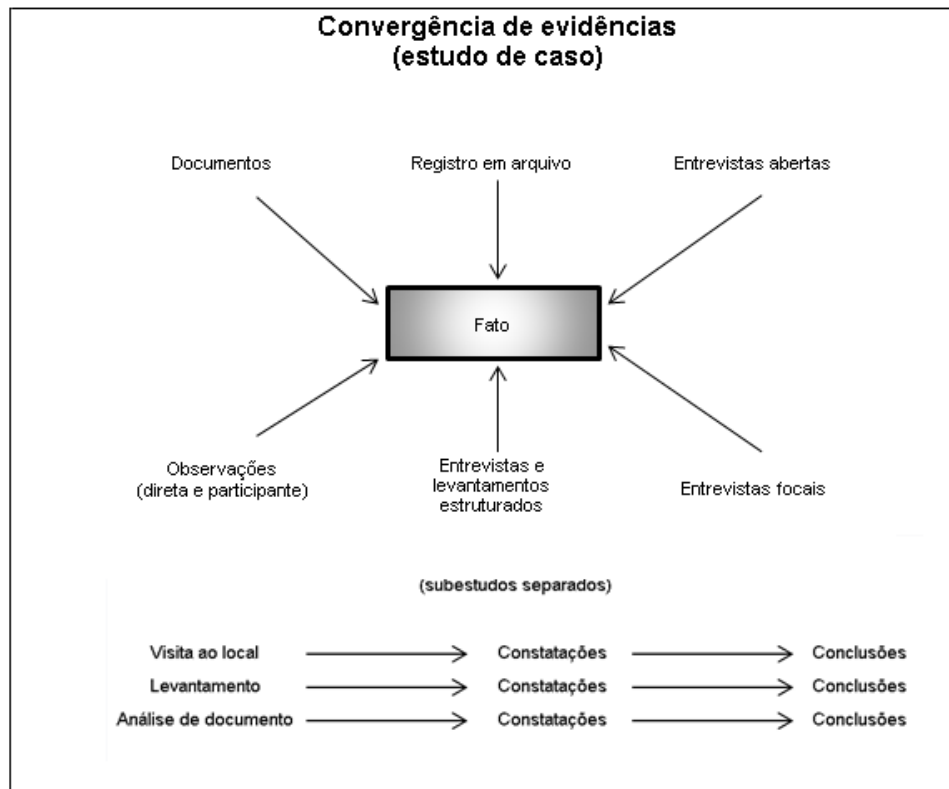 Convergência de evidências
(estudo de caso)
Documentos
Registro em arquivo
Entrevistas abertas
Fato
Observações
(direta e participante)
Entrevistas e
levantamentos
estruturados
Entrevistas focais
(subestudos separados)
Visita ao local Constatações Conclusões
Levantamento Constatações Conclusões
Análise de documento Constatações Conclusões